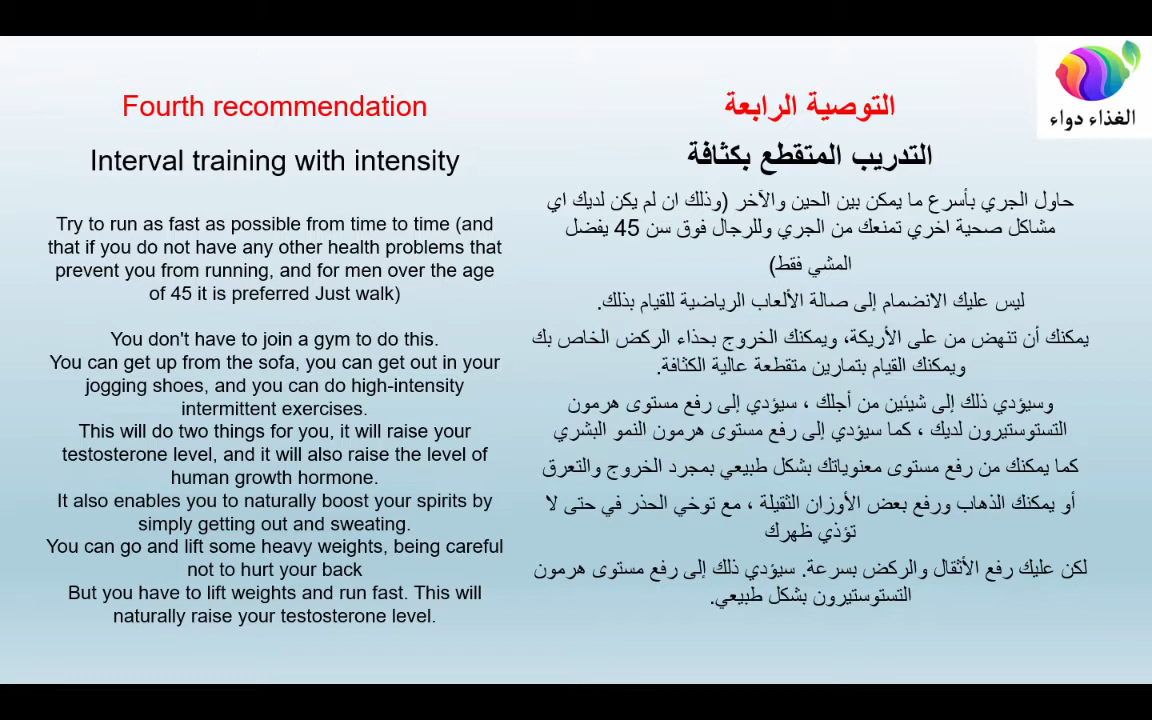 Fourth recommendation
Interval training with intensity
Try to run as fast as possible from time to time (and
that if you do not have any other health problems that
prevent you from running, and for men over the age
of 45 it is preferred Just walk)
You don't have to join a gym to do this.
You can get up from the sofa, you can get out in your
jogging shoes, and you can do high-intensity
intermittent exercises.
This will do two things for you, it will raise your
testosterone level, and it will also raise the level of
human growth hormone.
It also enables you to naturally boost your spirits by
simply getting out and sweating.
You can go and lift some heavy weights, being careful
not to hurt your back
But you have to lift weights and run fast. This will
naturally raise your testosterone level.
التوصية الرابعة
التدريب المتقطع بكثافة
حاول الجري بأسرع ما يمكن بين الحين والآخر (وذلك ان لم يكن لديك اي
مشاكل صحية اخري تمنعك من الجري وللرجال فوق سن 45 يفضل
المشي فقط)
ليس عليك الانضمام إلى صالة الألعاب الرياضية للقيام بذلك.
يمكنك أن تنهض من على الأريكة، ويمكنك الخروج بحذاء الركض الخاص بك
ويمكنك القيام بتمارين متقطعة عالية الكثافة.
وسيؤدي ذلك إلى شيئين من أجلك ، سيؤدي إلى رفع مستوى هرمون
التستوستيرون لديك ، كما سيؤدي إلى رفع مستوى هرمون النمو البشري
كما يمكنك من رفع مستوى معنوياتك بشكل طبيعي بمجرد الخروج والتعرق
أو يمكنك الذهاب ورفع بعض الأوزان الثقيلة ، مع توخي الحذر في حتى لا
تؤذي ظهرك
لكن عليك رفع الأثقال والركض بسرعة. سيؤدي ذلك إلى رفع مستوى هرمون
التستوستيرون بشكل طبيعي.
الغذاء دواء